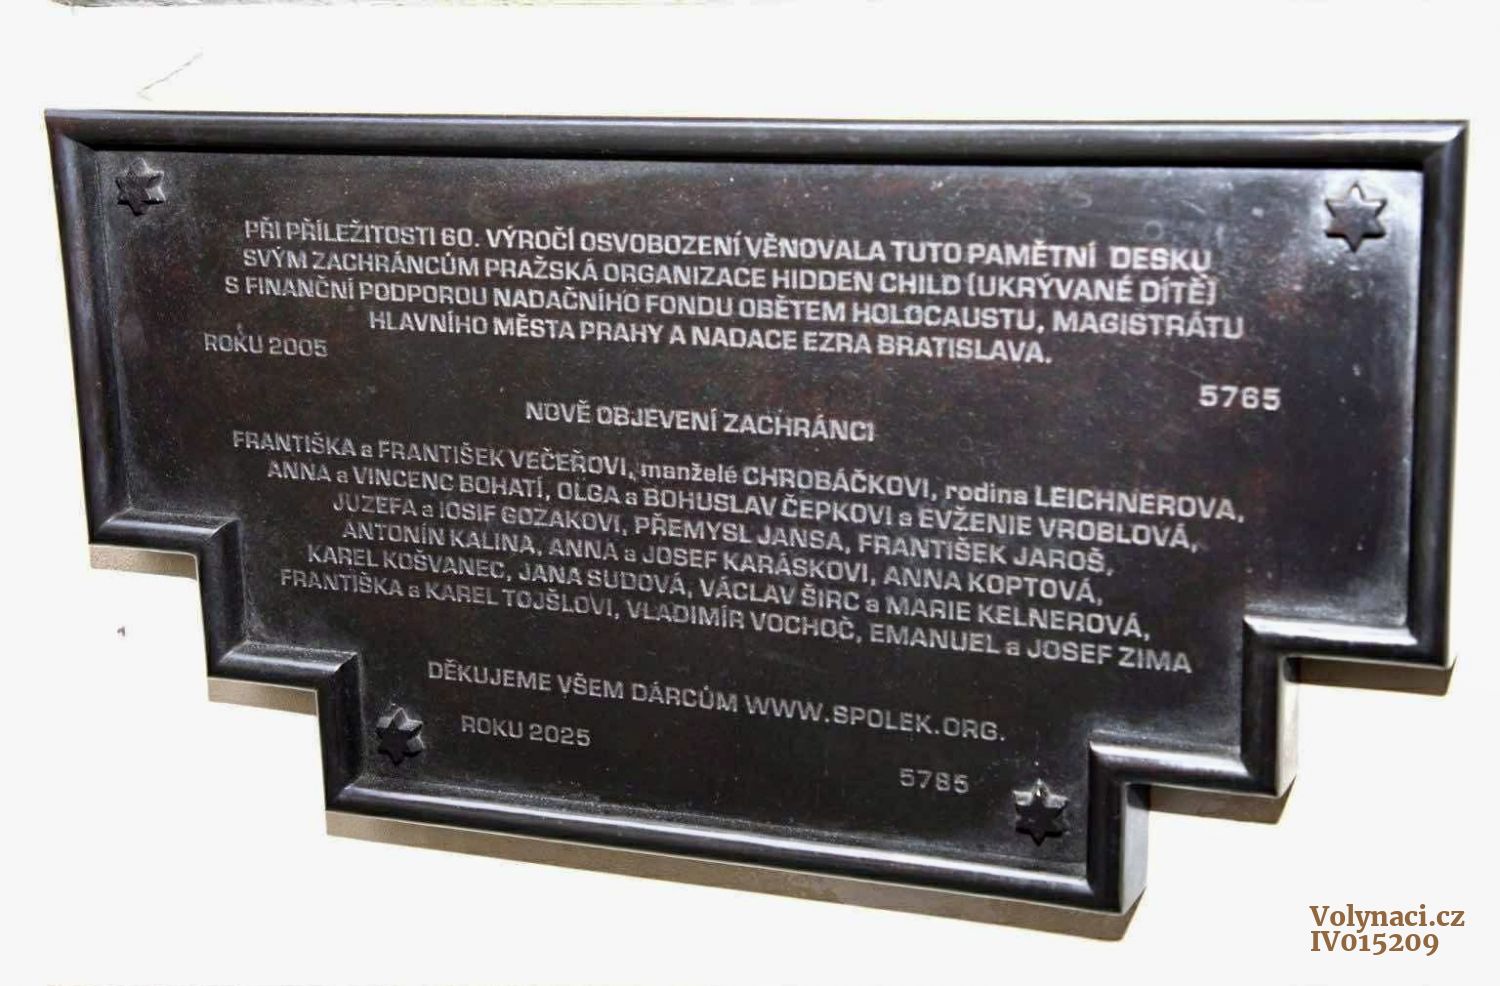 PŘI PŘÍLEŽITOSTI 60. VÝROČÍ OSVOBOZENÍ VĚNOVALA TUTO PAMĚTNÍ DESKU
SVÝM ZACHRÁNCŮM PRAŽSKÁ ORGANIZACE HIDDEN CHILD (UKRÝVANÉ DÍTĚ)
S FINANČNÍ PODPOROU NADAČNÍHO FONDU OBĚTEM HOLOCAUSTU, MAGISTRÁTU
HLAVNÍHO MĚSTA PRAHY A NADACE EZRA BRATISLAVA.
ROKU 2005
5765
NOVĚ OBJEVENÍ ZACHRÁNCI
FRANTIŠKA a FRANTIŠEK VEČEŘOVI, manželé CHROBÁČKOVI, rodina LEICHNEROVA,
ANNA a VINCENC BOHATÍ, OLGA a BOHUSLAV ČEPKOVI a EVŽENIE VROBLOVÁ,
JUZEFA a IOSIF GOZAKOVI, PŘEMYSL JANSA, FRANTIŠEK JAROŠ,
ANTONÍN KALINA, ANNA a JOSEF KARÁSKOVI, ANNA KOPTOVÁ,
KAREL KOŠVANEC, JANA SUDOVÁ, VÁCLAV ŠIRC a MARIE KELNEROVÁ,
FRANTIŠKA a KAREL TOJŠLOVI, VLADIMÍR VOCHOČ, EMANUEL a JOSEF ZIMA
DĚKUJEME VŠEM DÁRCŮM WWW.SPOLEK.ORG.
ROKU 2025
5785
Volynaci.cz
IV015209